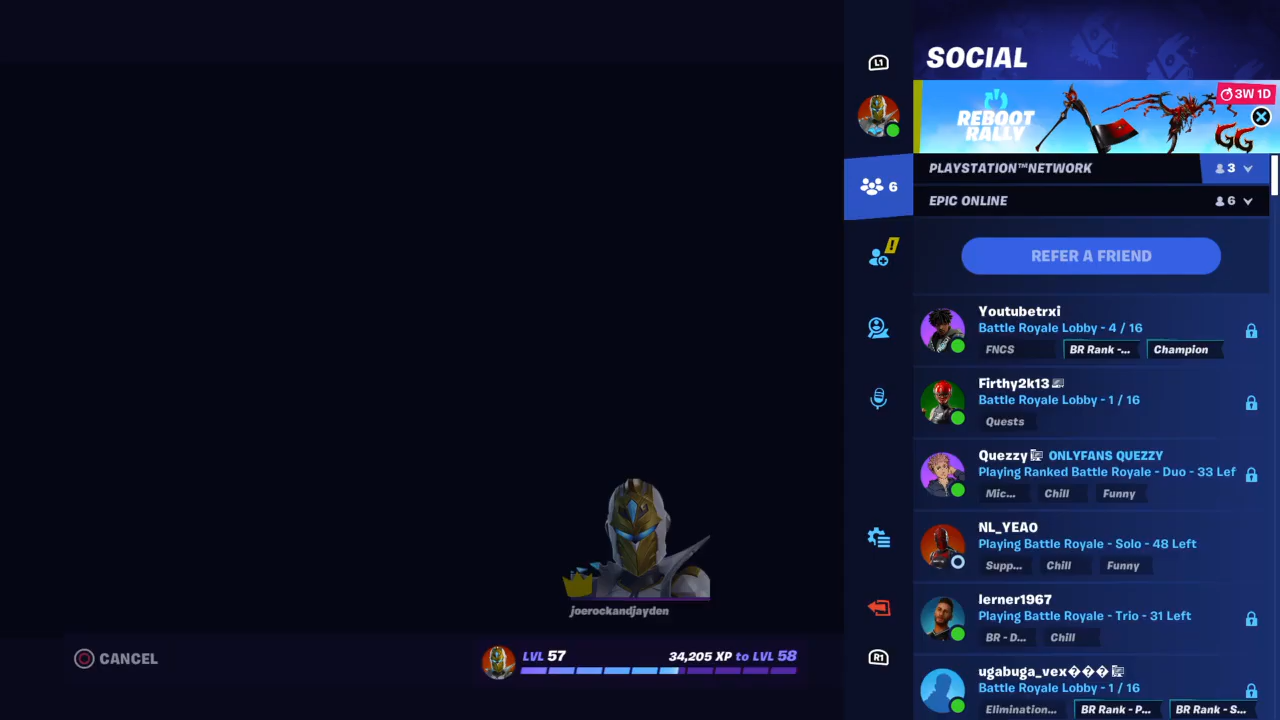 L1
SOCIAL
3W 1D
REBOOT
RALLY
GG
PLAYSTATION™NETWORK
3
6
EPIC ONLINE
6
REFER A FRIEND
Youtubetrxi
Battle Royale Lobby - 4 / 16
FNCS
BR Rank -...
Champion
Firthy2k13
Battle Royale Lobby - 1 / 16
Quests
Quezzy ONLYFANS QUEZZY
Playing Ranked Battle Royale - Duo - 33 Lef
Mic...
Chill
Funny
NL_YEAO
Playing Battle Royale - Solo - 48 Left
Supp...
Chill
Funny
lerner1967
Playing Battle Royale - Trio - 31 Left
BR - D...
Chill
ugabuga_vex���
Battle Royale Lobby - 1 / 16
Elimination...
BR Rank - P...
BR Rank - S...
joerockandjayden
CANCEL
LVL 57
34,205 XP to LVL 58
R1